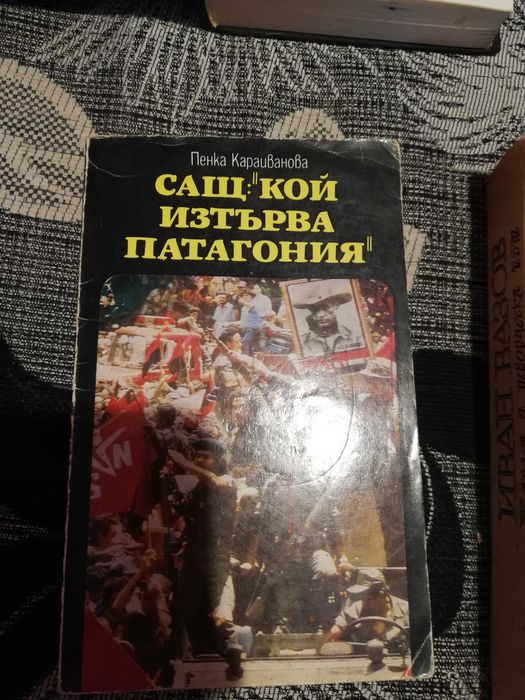 Пенка Караиванова
САЩ:"КОЙ
ИЗТЪРВА
ПАТАГОНИЯ"
ИВАН ВАЗОВ